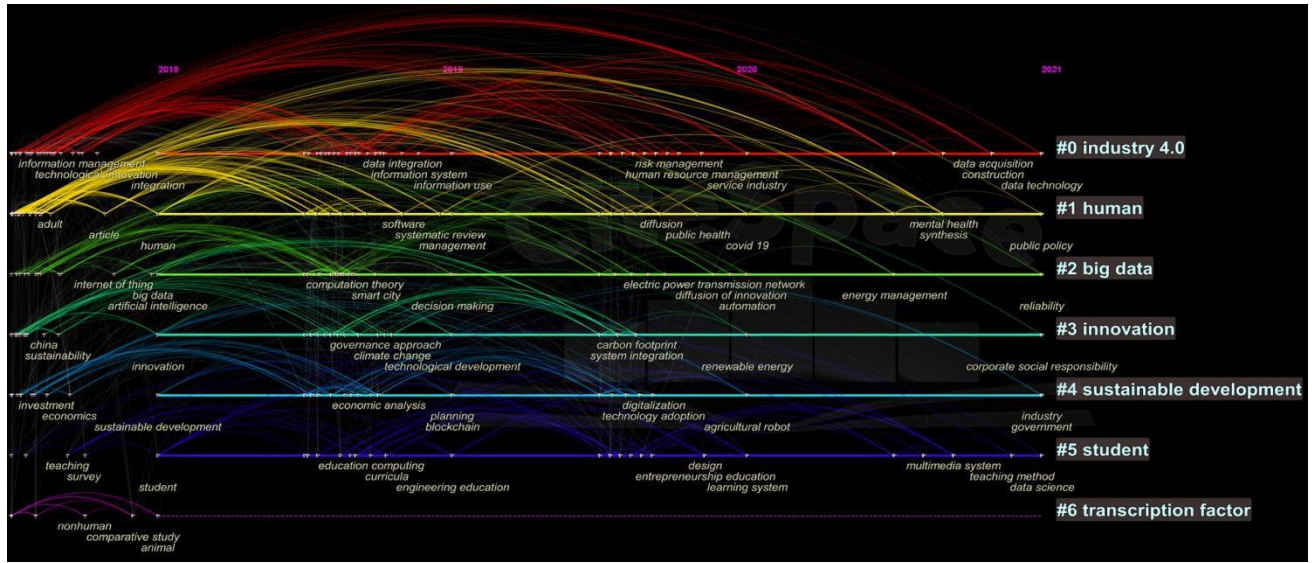 2018 2019 2020 2021
#0 industry 4.0
information management data integration risk management data acquisition
technological innovation information system human resource management construction
integration information use service industry data technology
#1 human
adult software diffusion mental health
article systematic review public health synthesis
human management covid 19 public policy
#2 big data
internet of thing computation theory electric power transmission network
big data smart city diffusion of innovation energy management
artificial intelligence decision making automation reliability
#3 innovation
china governance approach carbon footprint
sustainability climate change system integration
innovation technological development renewable energy corporate social responsibility
#4 sustainable development
investment economic analysis digitalization industry
economics planning technology adoption government
sustainable development blockchain agricultural robot
#5 student
teaching education computing design multimedia system
survey curricula entrepreneurship education teaching method
student engineering education learning system data science
#6 transcription factor
nonhuman
comparative study
animal
CiteSpace